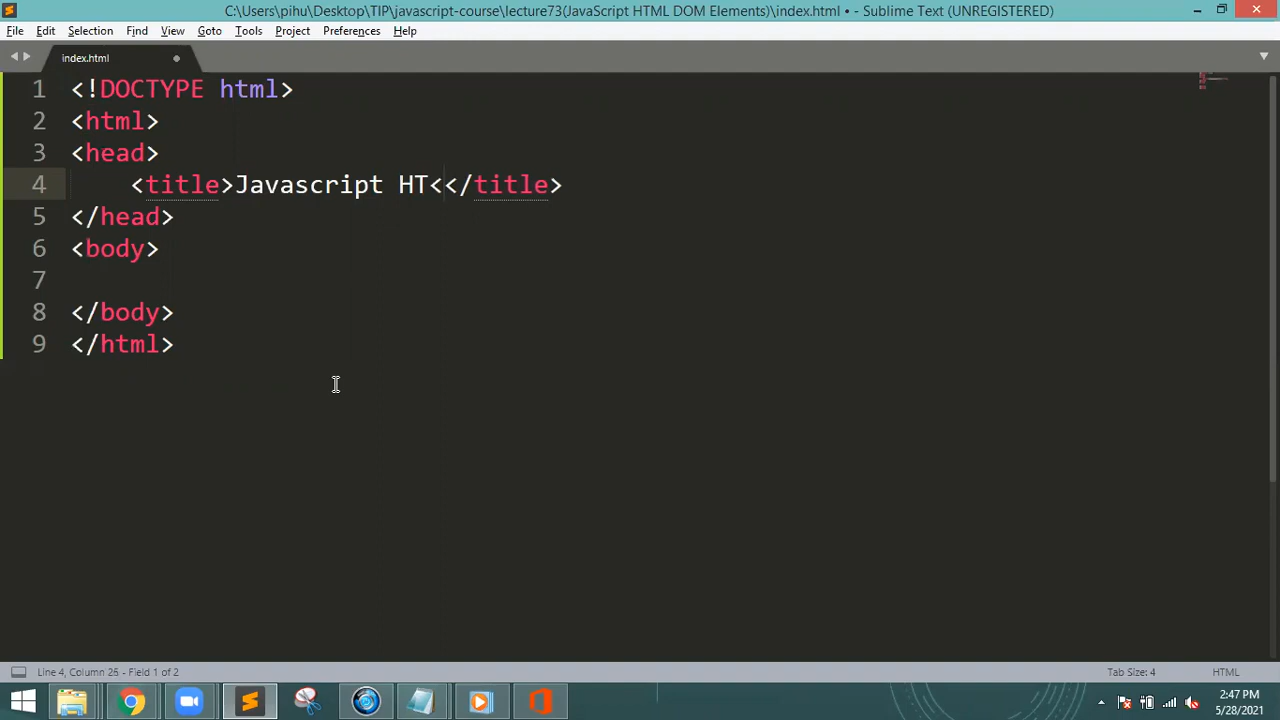 C:\Users\pihu\Desktop\TIP\javascript-course\lecture73(JavaScript HTML DOM Elements)\index.html • - Sublime Text (UNREGISTERED)
File Edit Selection Find View Goto Tools Project Preferences Help
index.html
1 <!DOCTYPE html>
2 <html>
3 <head>
4 <title>Javascript HT<</title>
5 </head>
6 <body>
7
8 </body>
9 </html>
Line 4, Column 25 - Field 1 of 2 Tab Size: 4 HTML
2:47 PM
5/28/2021